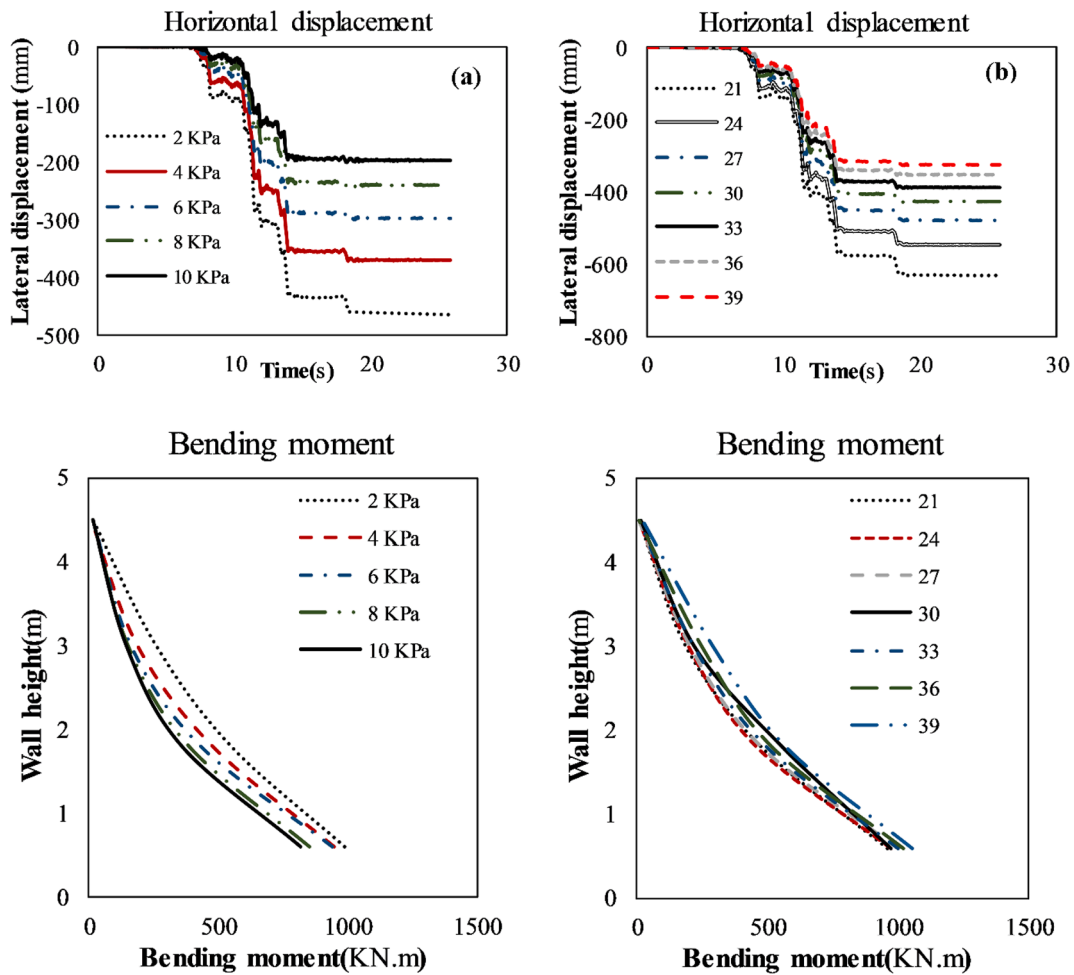 Horizontal displacement
(a)
Lateral displacement (mm)
0
-100
-200
-300
-400
-500
2 KPa
4 KPa
6 KPa
8 KPa
10 KPa
0
10
20
30
Time(s)
Horizontal displacement
(b)
Lateral displacement (mm)
0
-200
-400
-600
-800
21
24
27
30
33
36
39
0
10
20
30
Time(s)
Bending moment
Wall height(m)
5
4
3
2
1
0
2 KPa
4 KPa
6 KPa
8 KPa
10 KPa
0
500
1000
1500
Bending moment(KN.m)
Bending moment
Wall height(m)
5
4
3
2
1
0
21
24
27
30
33
36
39
0
500
1000
1500
Bending moment(KN.m)